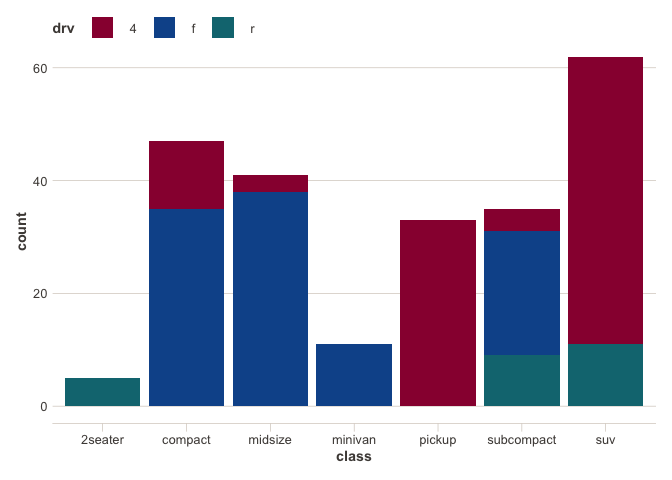 drv 4 f r
60
40
20
0
count
2seater compact midsize minivan pickup subcompact suv
class